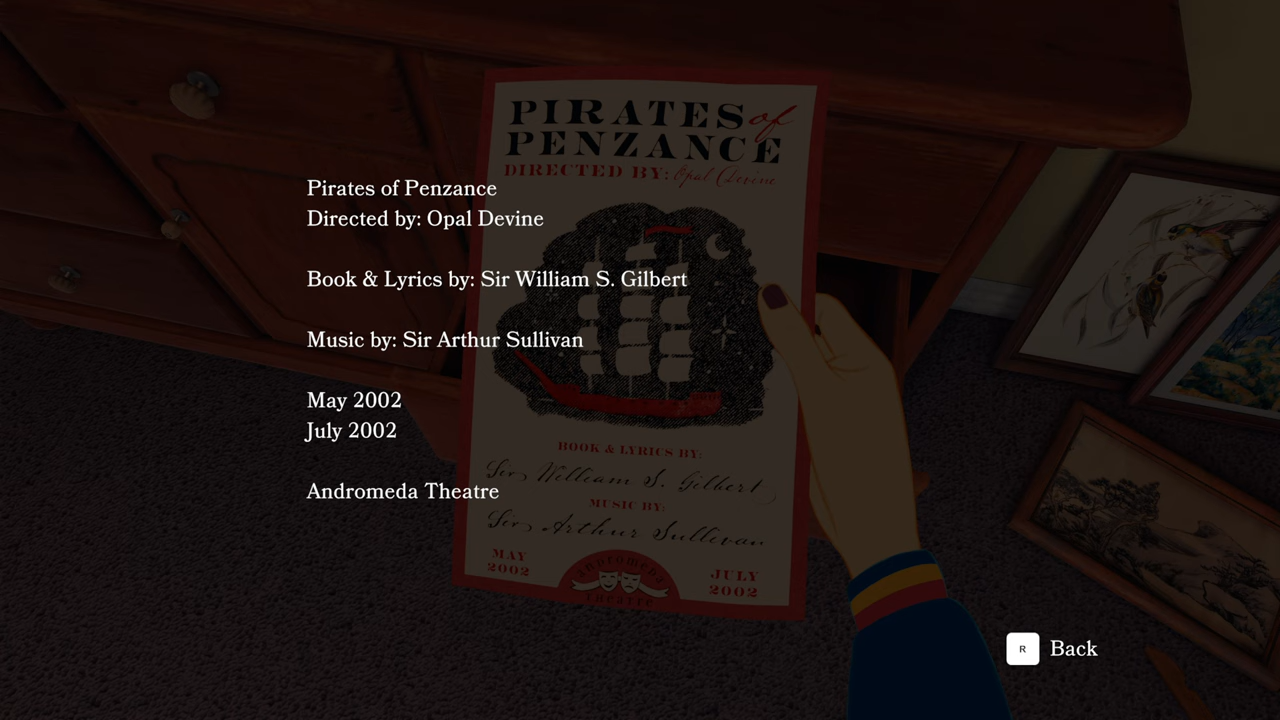 Pirates of Penzance
Directed by: Opal Devine
Book & Lyrics by: Sir William S. Gilbert
Music by: Sir Arthur Sullivan
May 2002
July 2002
Andromeda Theatre
PIRATES of
PENZANCE
DIRECTED BY: Opal Devine
BOOK & LYRICS BY:
Sir William S. Gilbert
MUSIC BY:
Sir Arthur Sullivan
MAY
2002
andromeda
theatre
JULY
2002
R Back